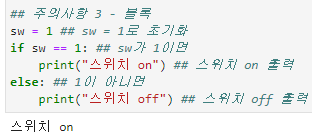 ## 주의사항 3 - 블록
sw = 1 ## sw = 1로 초기화
if sw == 1: ## sw가 1이면
    print("스위치 on") ## 스위치 on 출력
else: ## 1이 아니면
    print("스위치 off") ## 스위치 off 출력
스위치 on